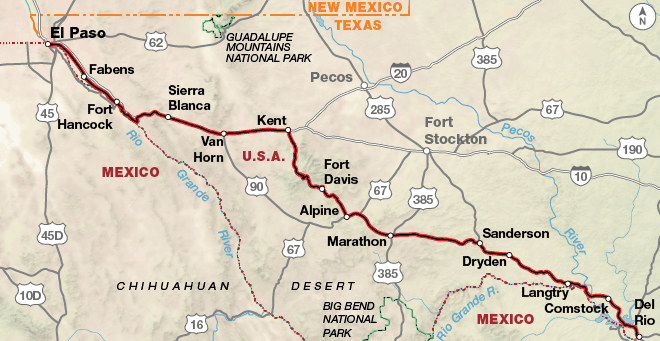 NEW MEXICO
TEXAS
N
El Paso
62
GUADALUPE
MOUNTAINS
NATIONAL PARK
385
Fabens
Pecos
20
Sierra
Blanca
45
Fort
Hancock
285
67
Kent
Fort
Stockton
Pecos
Van
Horn
Rio
U.S.A.
190
MEXICO
Grande
Fort
Davis
10
90
67
385
Alpine
River
45D
67
Marathon
Sanderson
River
Dryden
385
CHIHUAHUAN DESERT
10D
Langtry
Del
Rio
BIG BEND
NATIONAL
PARK
Rio Grande R.
Comstock
16
MEXICO